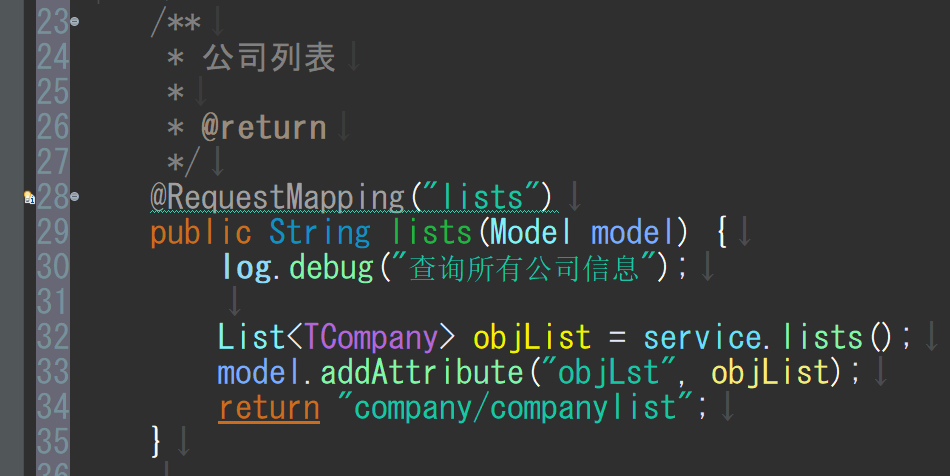 23 /**↓
24 * 公司列表↓
25 *↓
26 * @return↓
27 */↓
28 @RequestMapping("lists")↓
29 public String lists(Model model) {↓
30 log.debug("查询所有公司信息");↓
31 ↓
32 List<TCompany> objList = service.lists();↓
33 model.addAttribute("objLst", objList);↓
34 return "company/companylist";↓
35 }↓
36 ↓